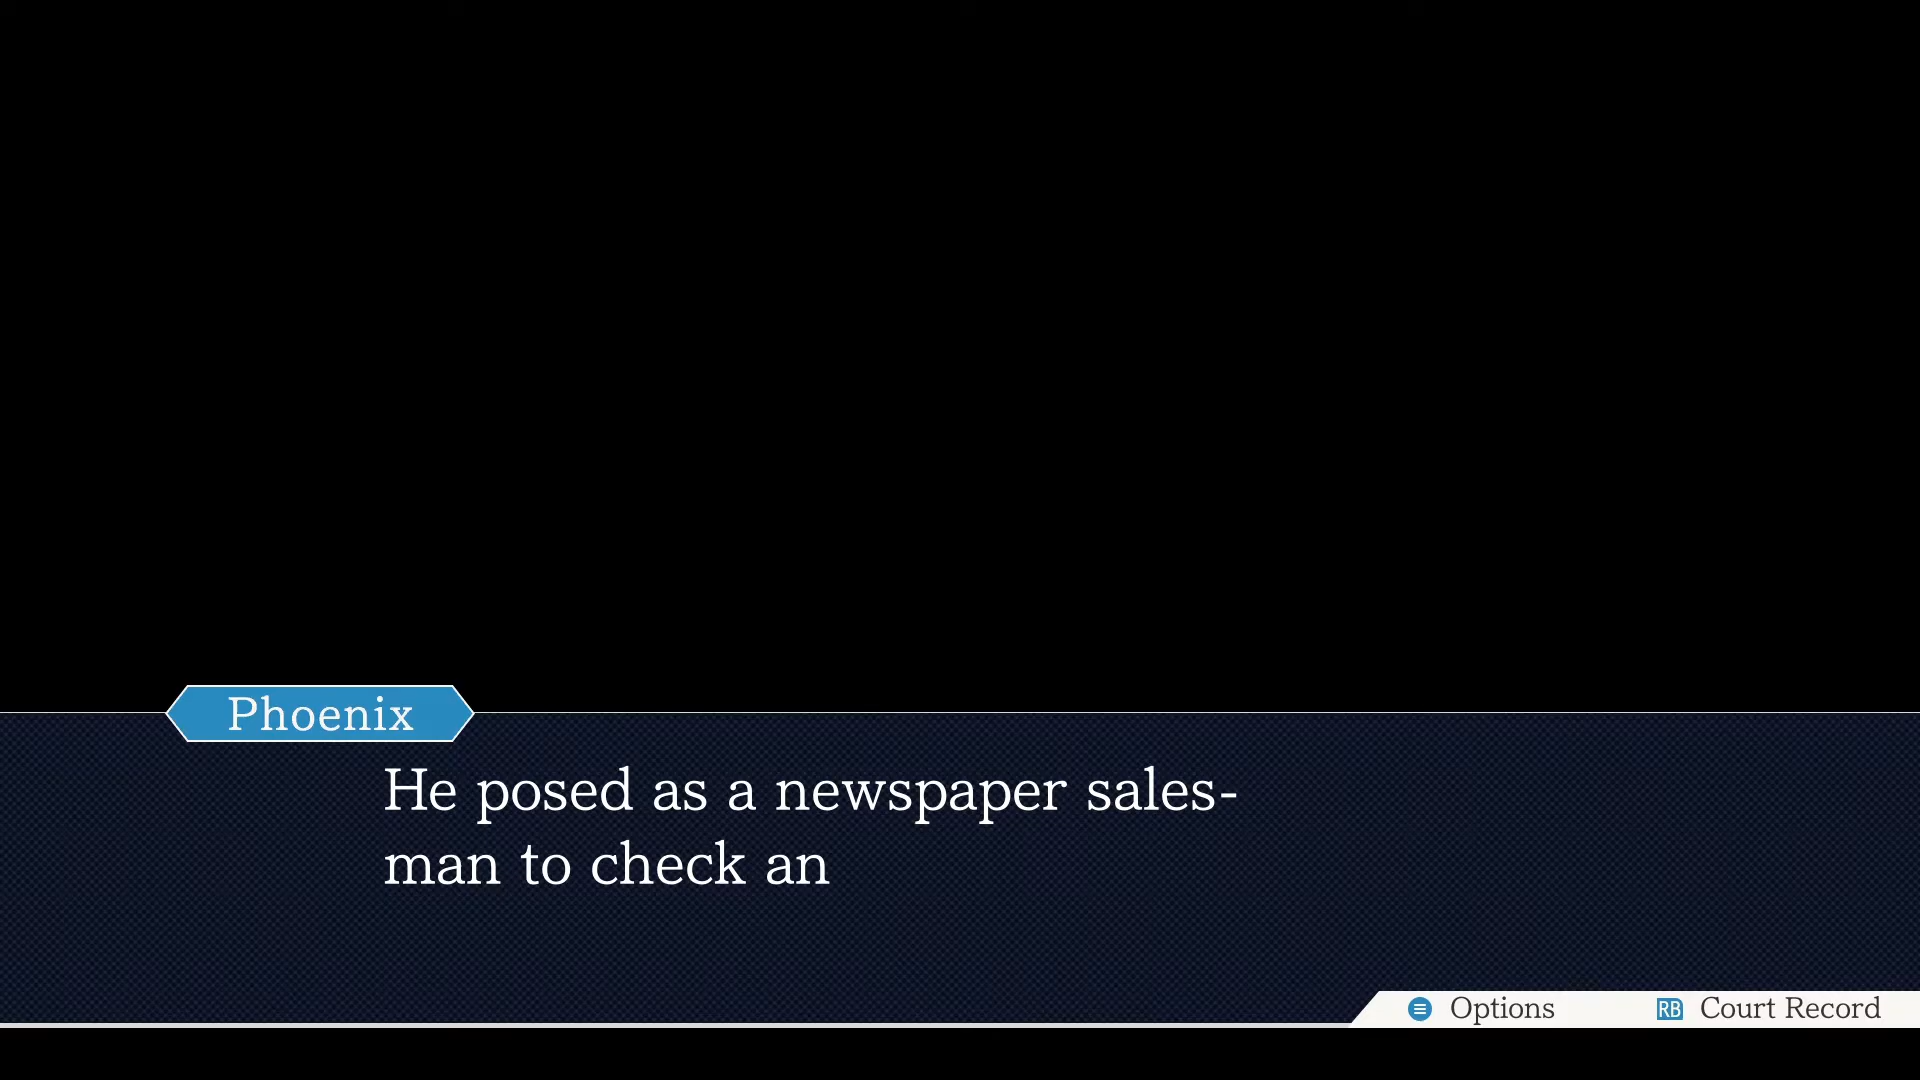 Phoenix
He posed as a newspaper sales-
man to check an
Options
RB Court Record